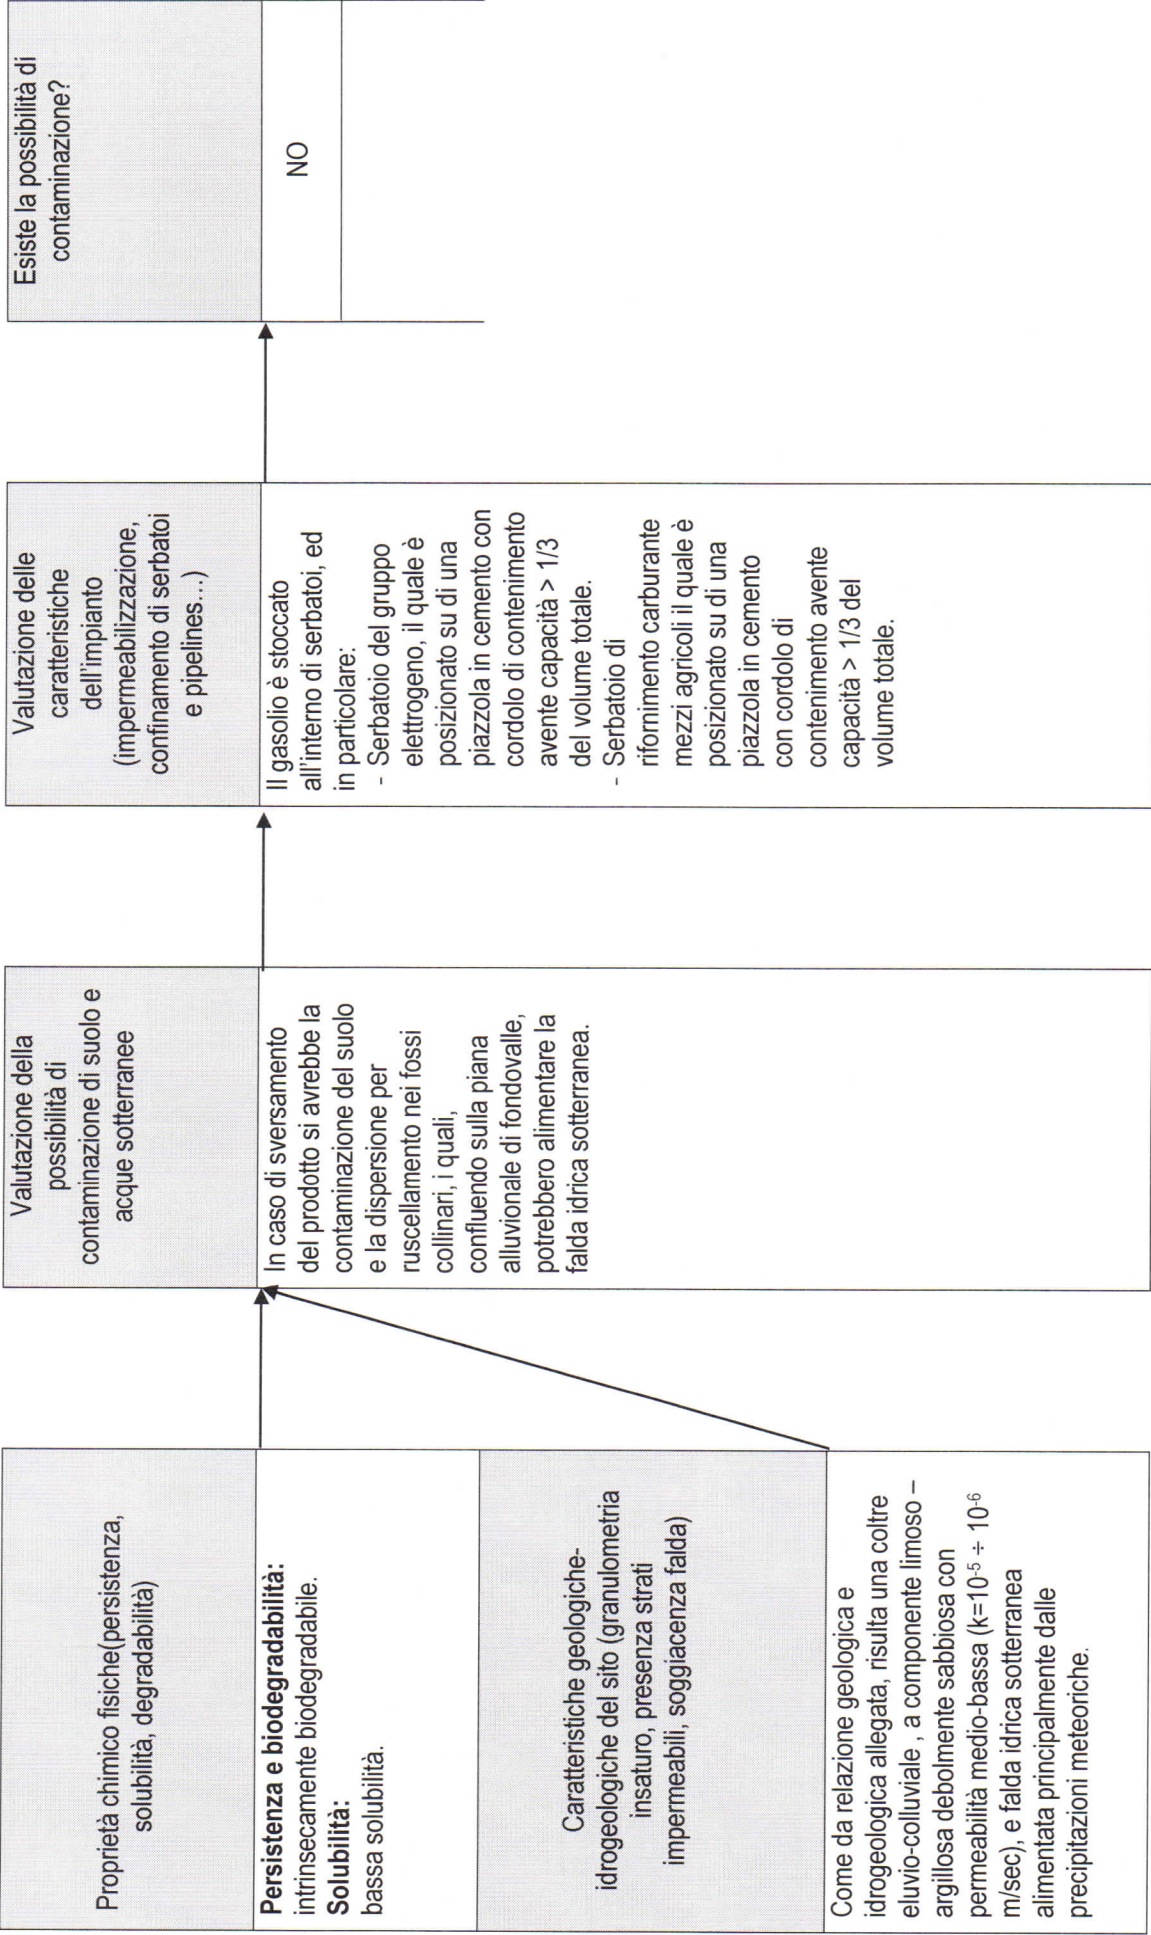 Proprietà chimico fisiche(persistenza,
solubilità, degradabilità)
Persistenza e biodegradabilità:
intrinsecamente biodegradabile.
Solubilità:
bassa solubilità.
Caratteristiche geologiche-
idrogeologiche del sito (granulometria
insaturo, presenza strati
impermeabili, soggiacenza falda)
Come da relazione geologica e
idrogeologica allegata, risulta una coltre
eluvio-colluviale , a componente limoso –
argillosa debolmente sabbiosa con
permeabilità medio-bassa (k=10⁻⁵ ÷ 10⁻⁶
m/sec), e falda idrica sotterranea
alimentata principalmente dalle
precipitazioni meteoriche.
Valutazione della
possibilità di
contaminazione di suolo e
acque sotterranee
In caso di sversamento
del prodotto si avrebbe la
contaminazione del suolo
e la dispersione per
ruscellamento nei fossi
collinari, i quali,
confluendo sulla piana
alluvionale di fondovalle,
potrebbero alimentare la
falda idrica sotterranea.
Valutazione delle
caratteristiche
dell'impianto
(impermeabilizzazione,
confinamento di serbatoi
e pipelines…)
Il gasolio è stoccato
all'interno di serbatoi, ed
in particolare:
- Serbatoio del gruppo
elettrogeno, il quale è
posizionato su di una
piazzola in cemento con
cordolo di contenimento
avente capacità > 1/3
del volume totale.
- Serbatoio di
rifornimento carburante
mezzi agricoli il quale è
posizionato su di una
piazzola in cemento
con cordolo di
contenimento avente
capacità > 1/3 del
volume totale.
Esiste la possibilità di
contaminazione?
NO